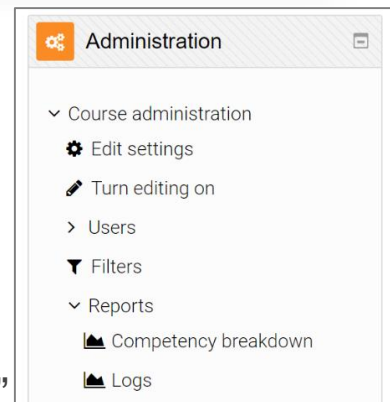 Administration
Course administration
Edit settings
Turn editing on
Users
Filters
Reports
Competency breakdown
Logs
”